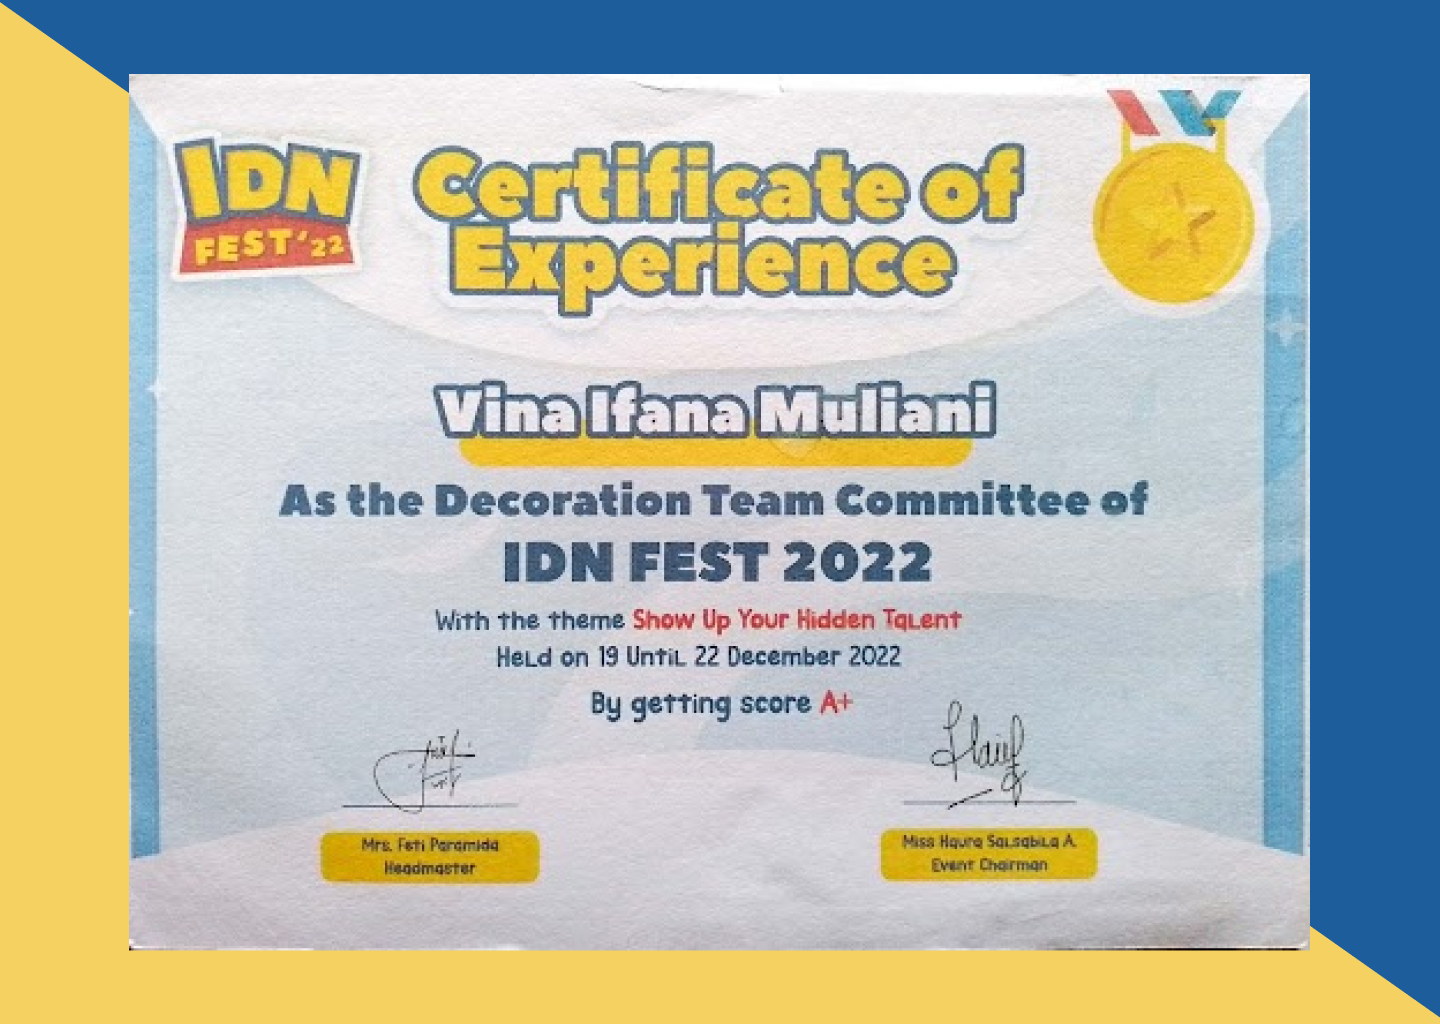 IDN
FEST '22
Certificate of
Experience
Vina Ifana Muliani
As the Decoration Team Committee of
IDN FEST 2022
With the theme Show Up Your Hidden Talent
Held on 19 Until 22 December 2022
By getting score A+
Mrs. Feti Paramida
Headmaster
Miss Haura Salsabila A.
Event Chairman